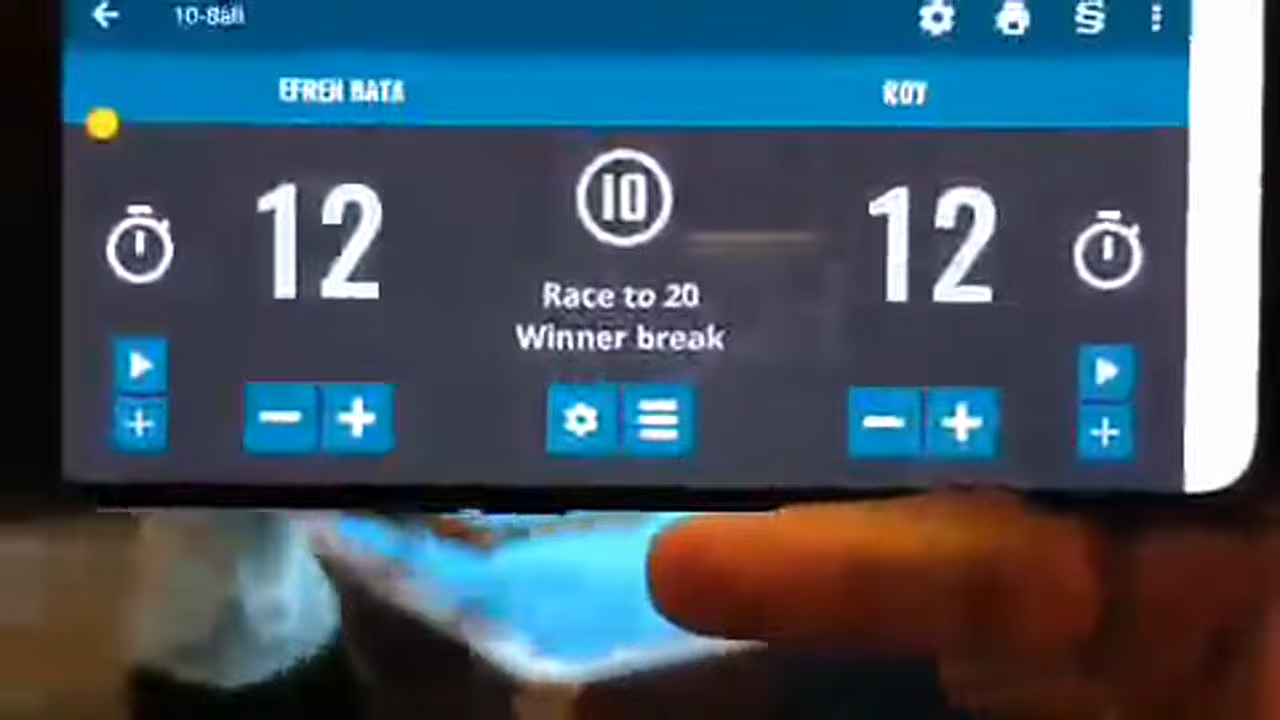 10-Ball
EFREN BATA
ROY
12
10
12
Race to 20
Winner break